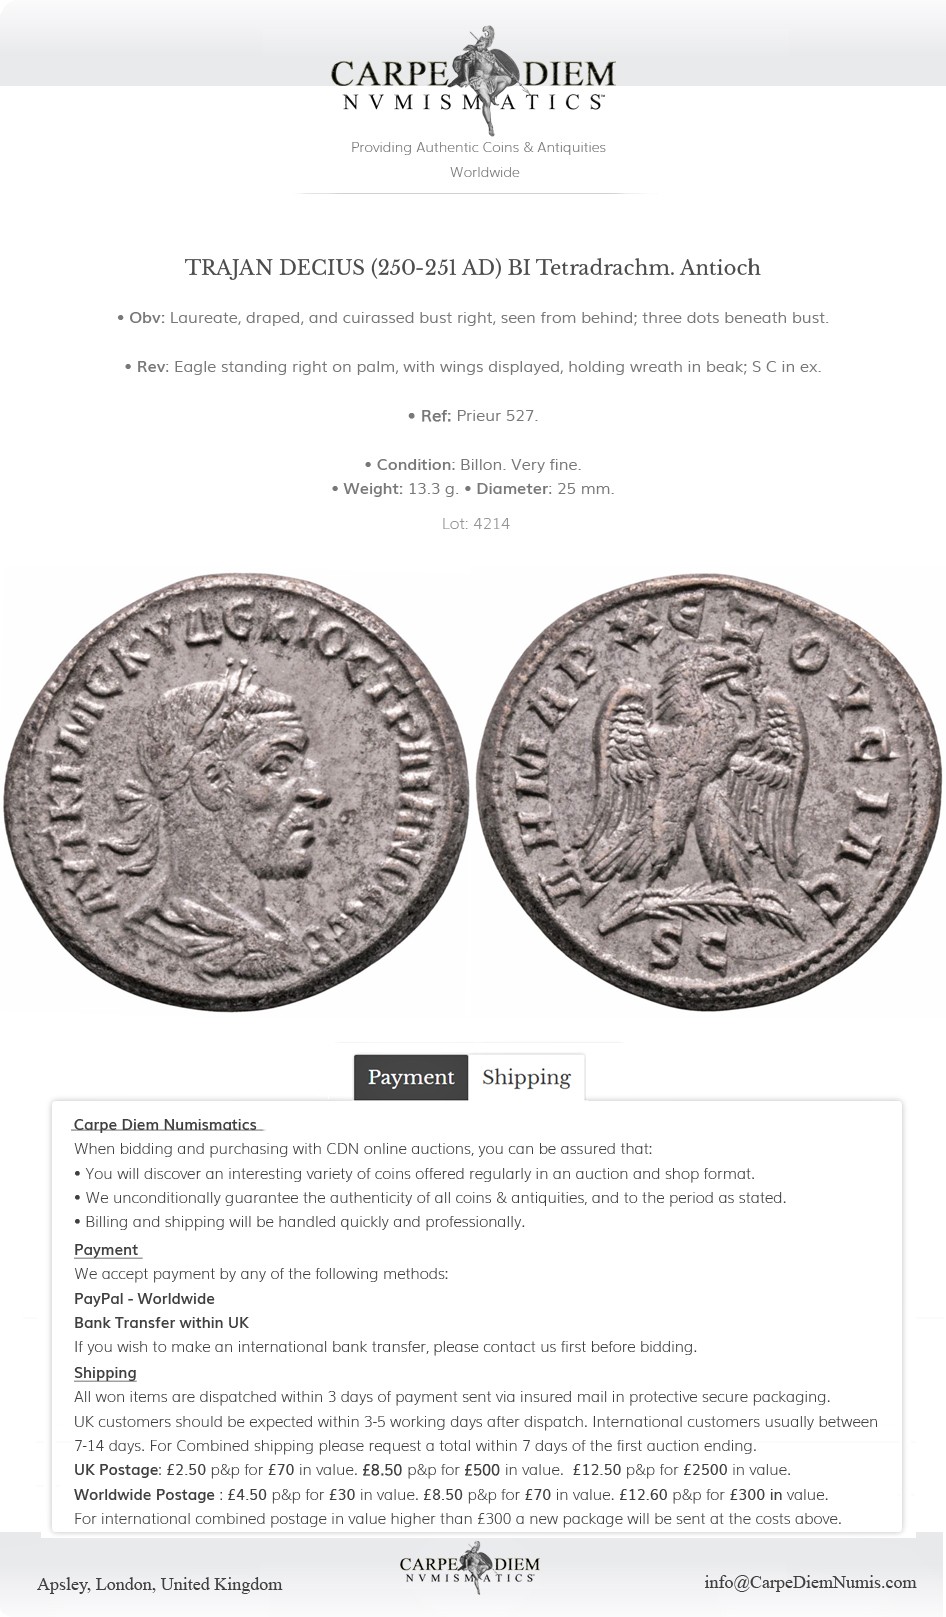 CARPE DIEM
NVMISMATICS™
Providing Authentic Coins & Antiquities
Worldwide
TRAJAN DECIUS (250-251 AD) BI Tetradrachm. Antioch
• Obv: Laureate, draped, and cuirassed bust right, seen from behind; three dots beneath bust.
• Rev: Eagle standing right on palm, with wings displayed, holding wreath in beak; S C in ex.
• Ref: Prieur 527.
• Condition: Billon. Very fine.
• Weight: 13.3 g. • Diameter: 25 mm.
Lot: 4214
S C
Payment Shipping
Carpe Diem Numismatics
When bidding and purchasing with CDN online auctions, you can be assured that:
• You will discover an interesting variety of coins offered regularly in an auction and shop format.
• We unconditionally guarantee the authenticity of all coins & antiquities, and to the period as stated.
• Billing and shipping will be handled quickly and professionally.
Payment
We accept payment by any of the following methods:
PayPal - Worldwide
Bank Transfer within UK
If you wish to make an international bank transfer, please contact us first before bidding.
Shipping
All won items are dispatched within 3 days of payment sent via insured mail in protective secure packaging.
UK customers should be expected within 3-5 working days after dispatch. International customers usually between
7-14 days. For Combined shipping please request a total within 7 days of the first auction ending.
UK Postage: £2.50 p&p for £70 in value. £8.50 p&p for £500 in value. £12.50 p&p for £2500 in value.
Worldwide Postage : £4.50 p&p for £30 in value. £8.50 p&p for £70 in value. £12.60 p&p for £300 in value.
For international combined postage in value higher than £300 a new package will be sent at the costs above.
Apsley, London, United Kingdom
CARPE DIEM
NVMISMATICS
info@CarpeDiemNumis.com